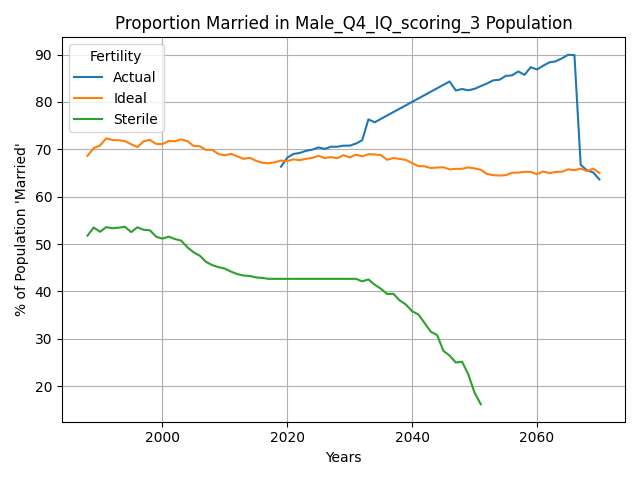 Proportion Married in Male_Q4_IQ_scoring_3 Population
% of Population 'Married'
90
80
70
60
50
40
30
20
Fertility
Actual
Ideal
Sterile
2000 2020 2040 2060
Years